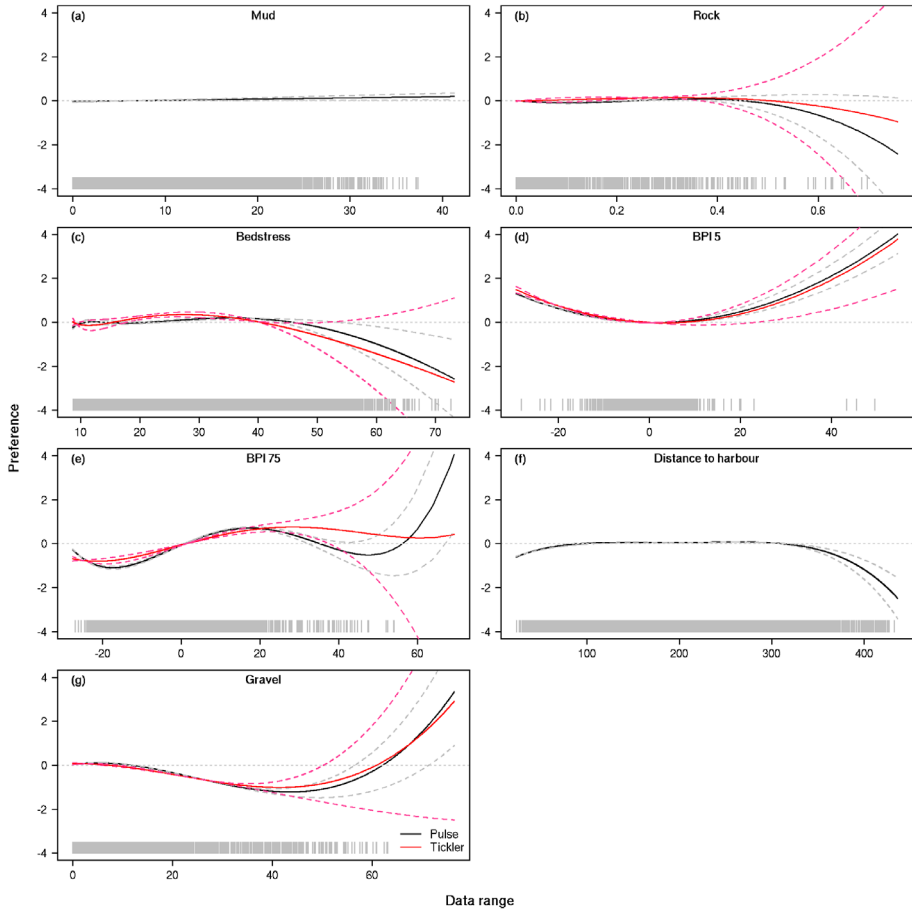 (a) Mud
4
2
0
-2
-4
0 10 20 30 40
(b) Rock
4
2
0
-2
-4
0.0 0.2 0.4 0.6
(c) Bedstress
4
2
0
-2
-4
10 20 30 40 50 60 70
(d) BPI 5
4
2
0
-2
-4
-20 0 20 40
(e) BPI 75
4
2
0
-2
-4
-20 0 20 40 60
(f) Distance to harbour
4
2
0
-2
-4
100 200 300 400
(g) Gravel
4
2
0
-2
-4
Pulse
Tickler
0 20 40 60
Preference
Data range